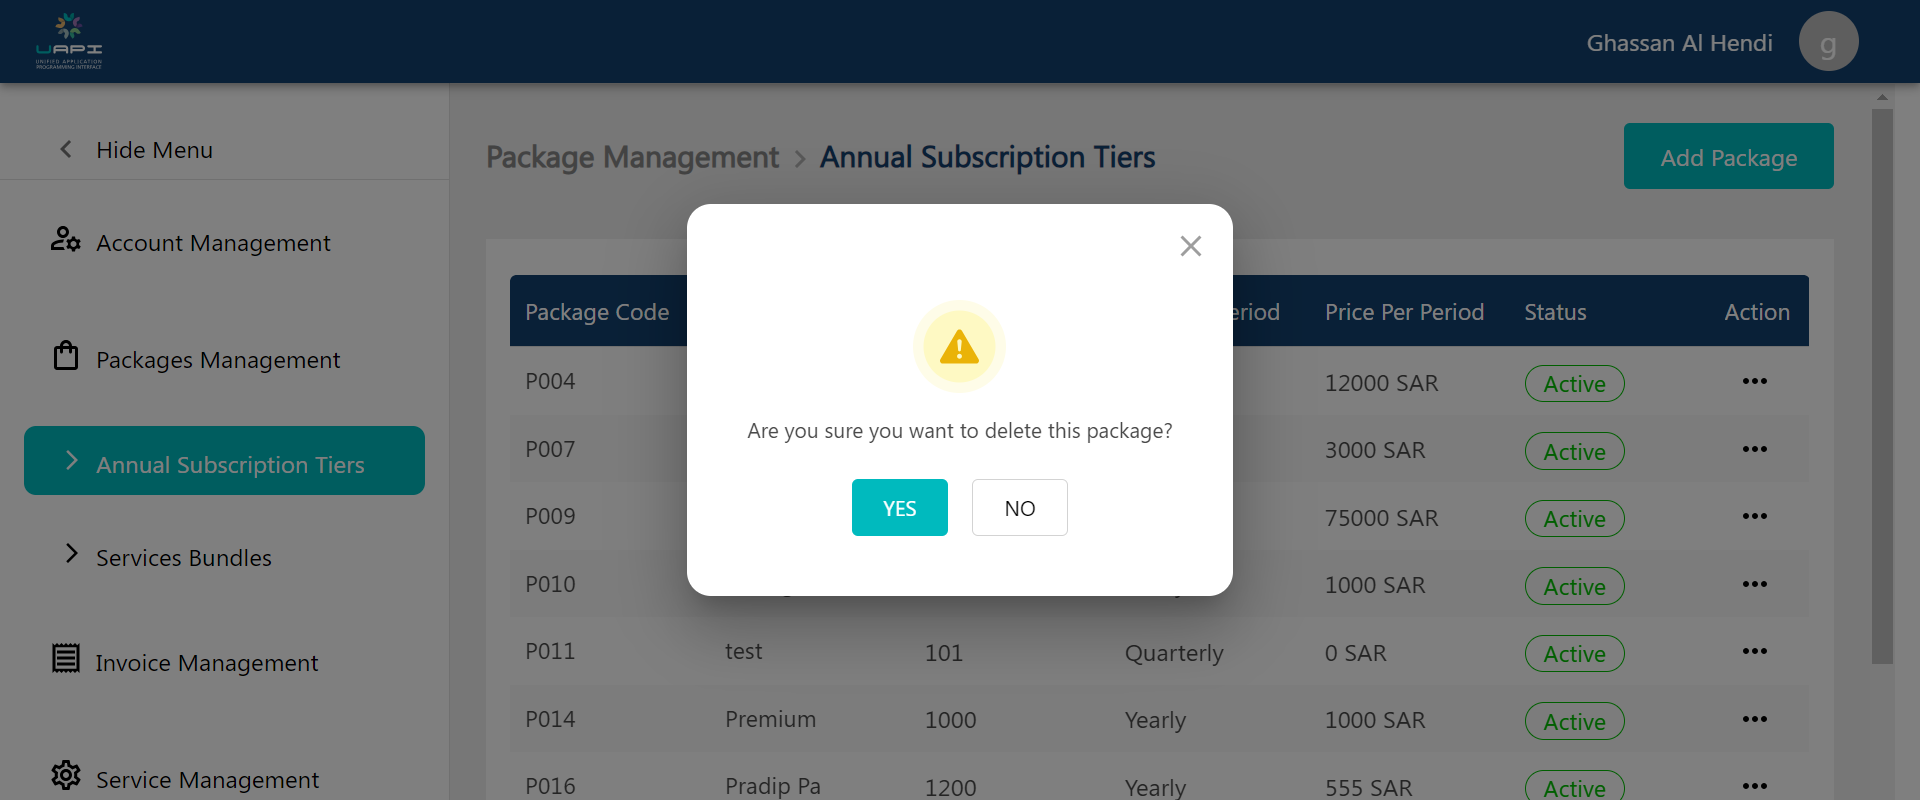 UAPI
UNIFIED APPLICATION
PROGRAMMING INTERFACE
Ghassan Al Hendi
g
Hide Menu
Account Management
Packages Management
Annual Subscription Tiers
Services Bundles
Invoice Management
Service Management
Package Management > Annual Subscription Tiers
Add Package
Package Code Price Per Period Status Action
P004 12000 SAR Active
P007 3000 SAR Active
P009 75000 SAR Active
P010 1000 SAR Active
P011 test 101 Quarterly 0 SAR Active
P014 Premium 1000 Yearly 1000 SAR Active
P016 Pradip Pa 1200 Yearly 555 SAR Active
Are you sure you want to delete this package?
YES
NO